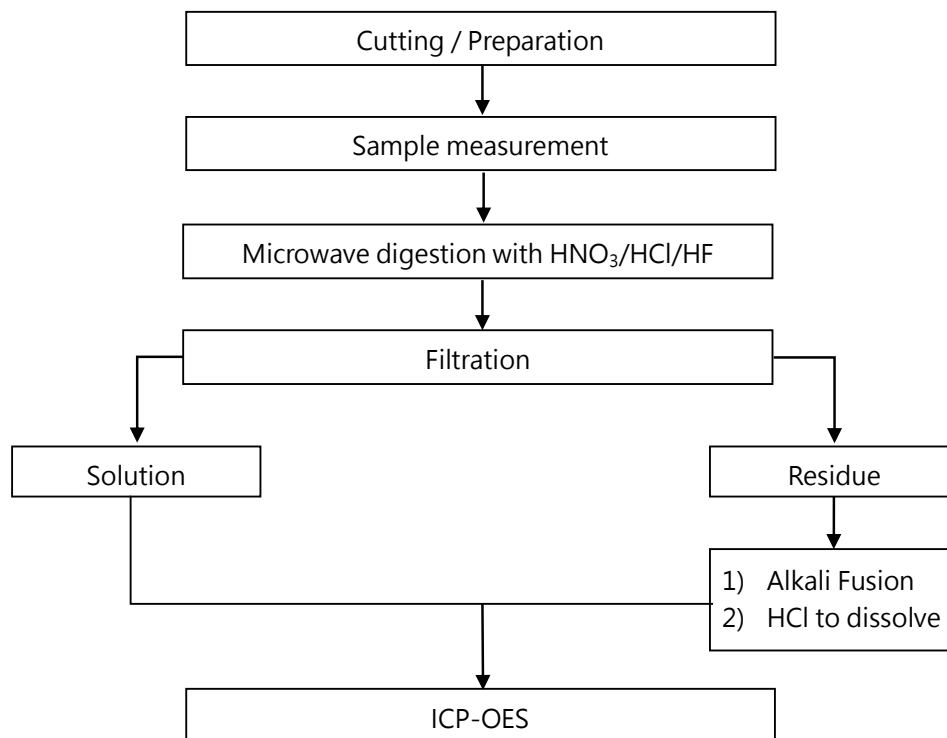 Cutting / Preparation
Sample measurement
Microwave digestion with HNO₃/HCl/HF
Filtration
Solution
Residue
1) Alkali Fusion
2) HCl to dissolve
ICP-OES